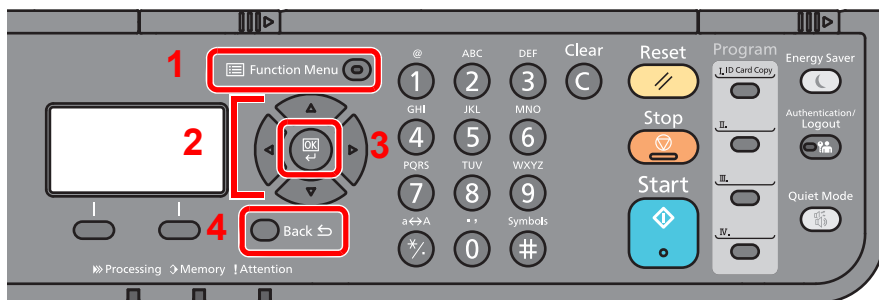 1
Function Menu
2
OK
3
4
Back
Processing Memory ! Attention
@ ABC DEF Clear
1 2 3 C
GHI JKL MNO
4 5 6
PQRS TUV WXYZ
7 8 9
a↔A ., Symbols
*/. 0 #
Reset
Stop
Start
Program
I. ID Card Copy
II.
III.
IV.
Energy Saver
Authentication/
Logout
Quiet Mode